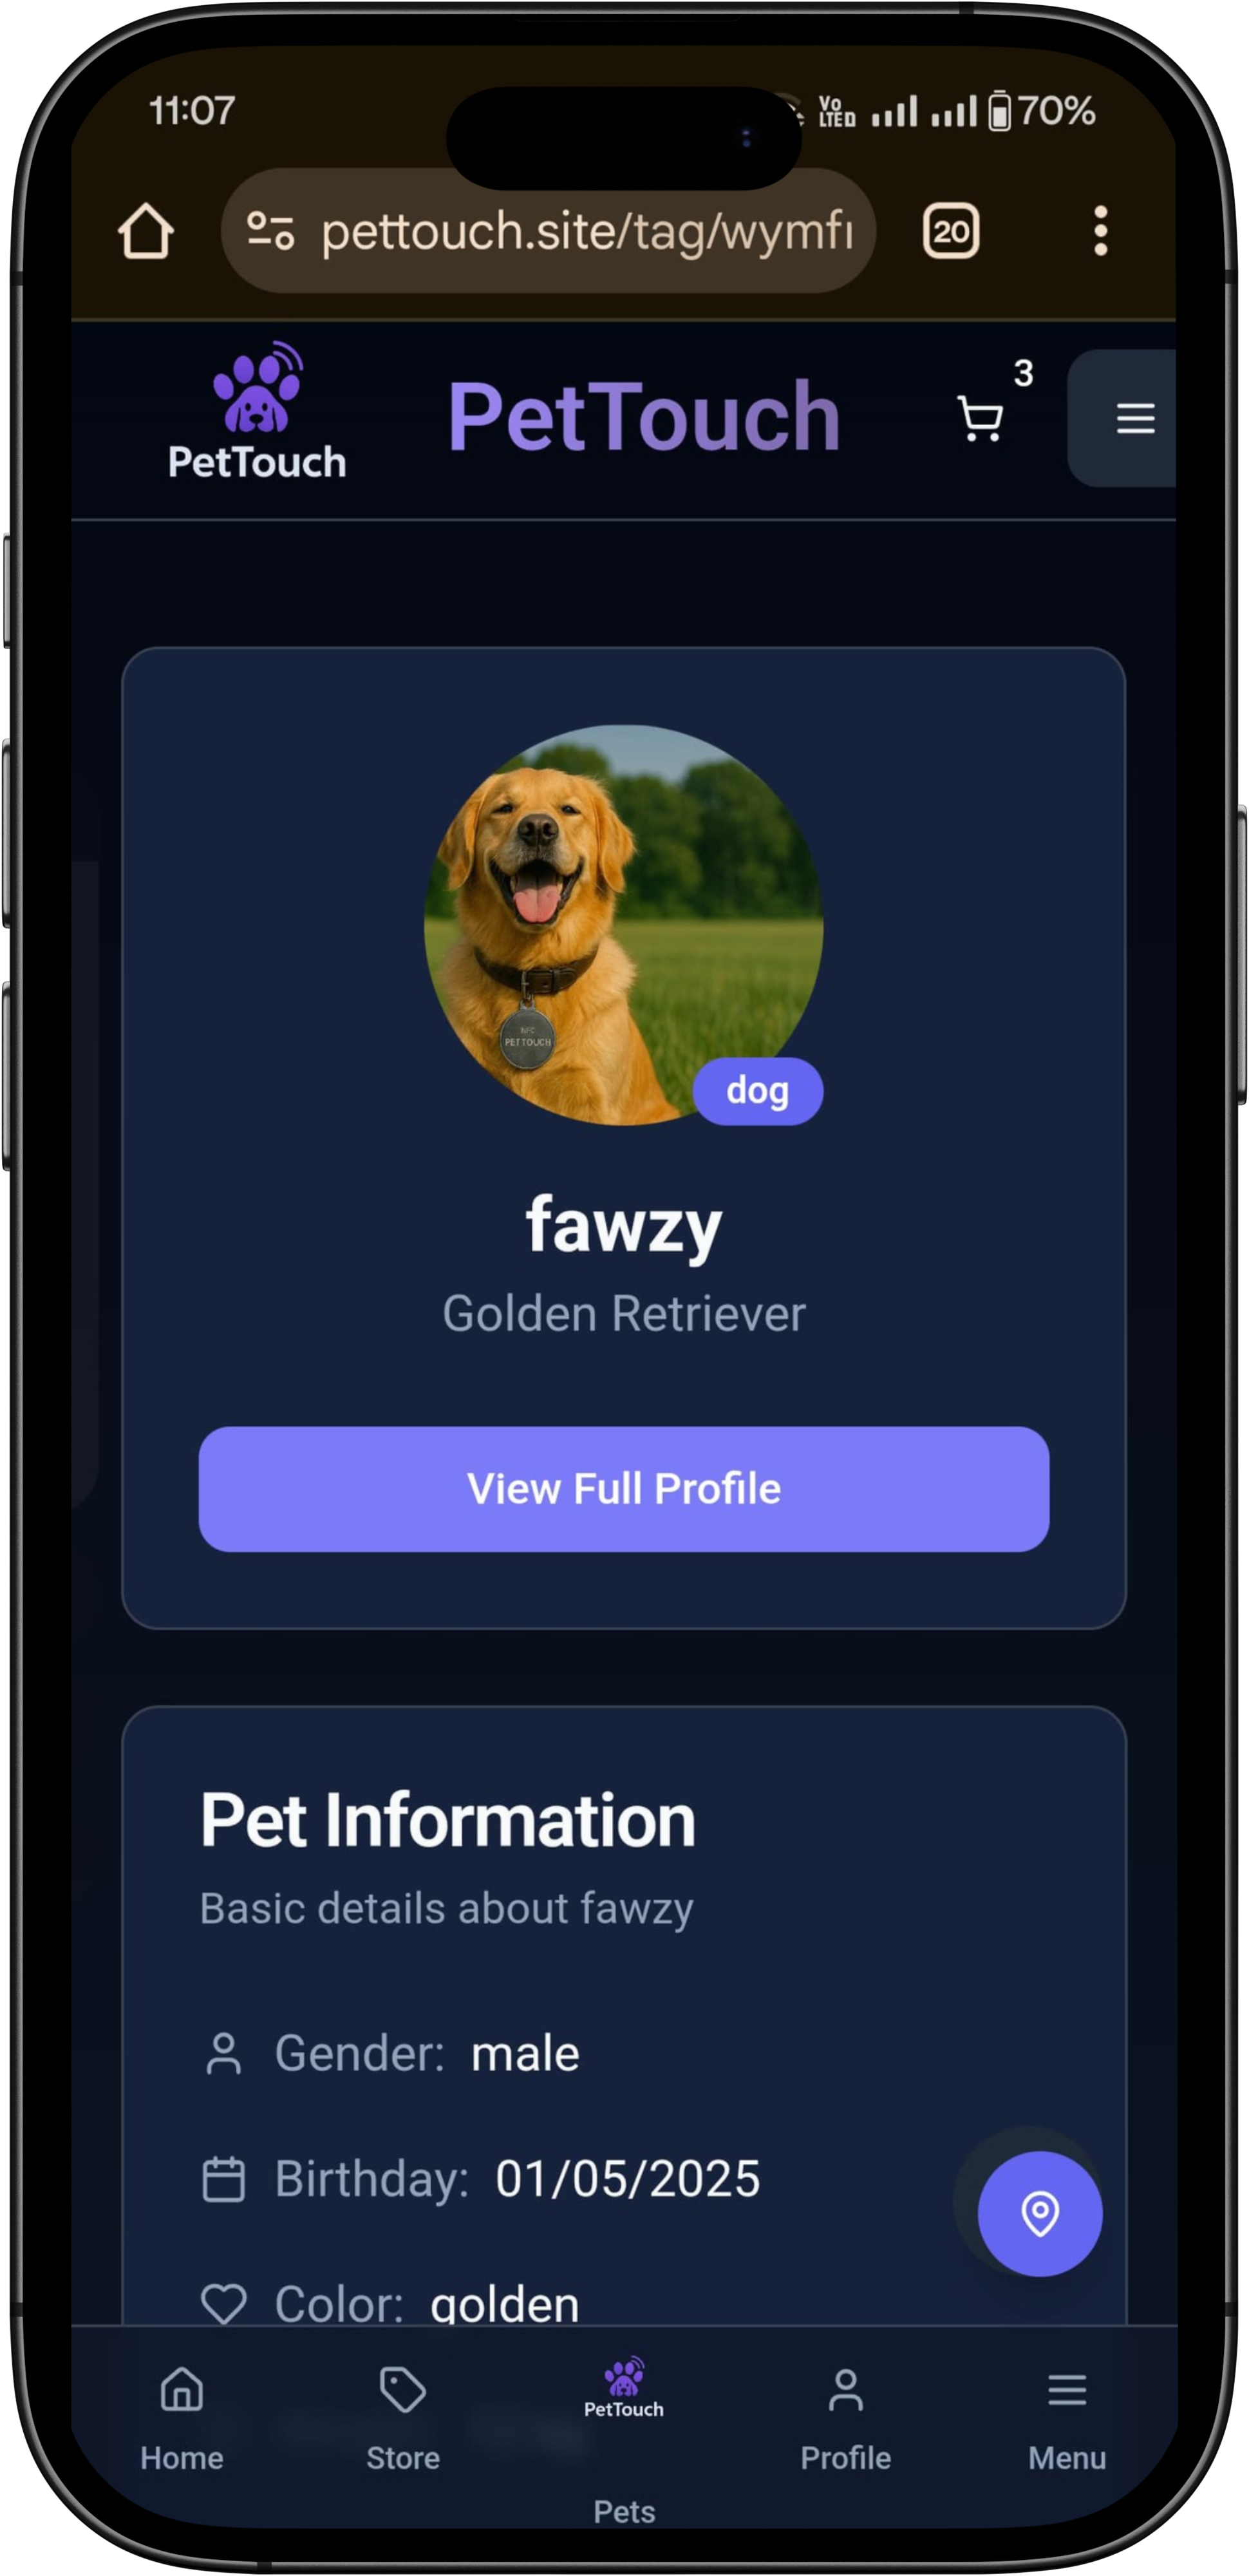 11:07
Vo
LTED
70%
pettouch.site/tag/wymfı
20
PetTouch
PetTouch
3
NFC
PETTOUCH
dog
fawzy
Golden Retriever
View Full Profile
Pet Information
Basic details about fawzy
Gender: male
Birthday: 01/05/2025
Color: golden
PetTouch
Home
Store
Profile
Menu
Pets